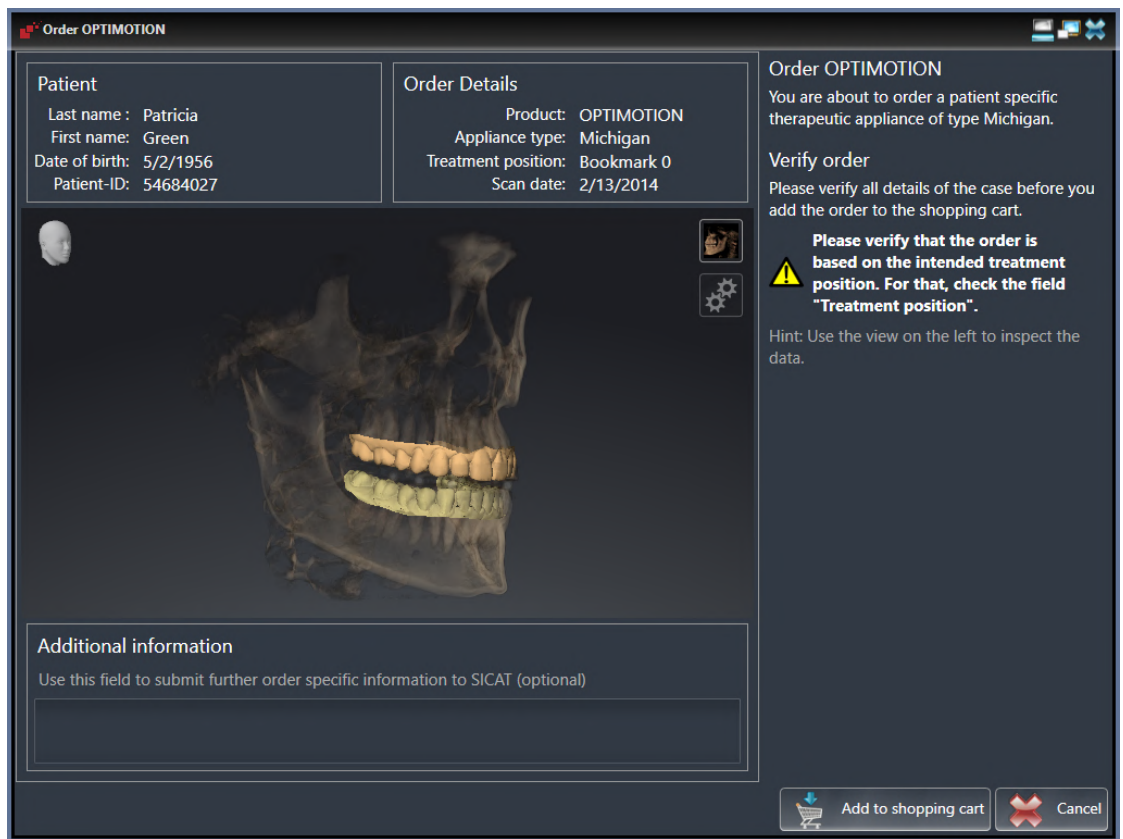 Order OPTIMOTION
Patient
Last name : Patricia
First name: Green
Date of birth: 5/2/1956
Patient-ID: 54684027
Order Details
Product: OPTIMOTION
Appliance type: Michigan
Treatment position: Bookmark 0
Scan date: 2/13/2014
Order OPTIMOTION
You are about to order a patient specific
therapeutic appliance of type Michigan.
Verify order
Please verify all details of the case before you
add the order to the shopping cart.
Please verify that the order is
based on the intended treatment
position. For that, check the field
"Treatment position".
Hint: Use the view on the left to inspect the
data.
Additional information
Use this field to submit further order specific information to SICAT (optional)
Add to shopping cart
Cancel